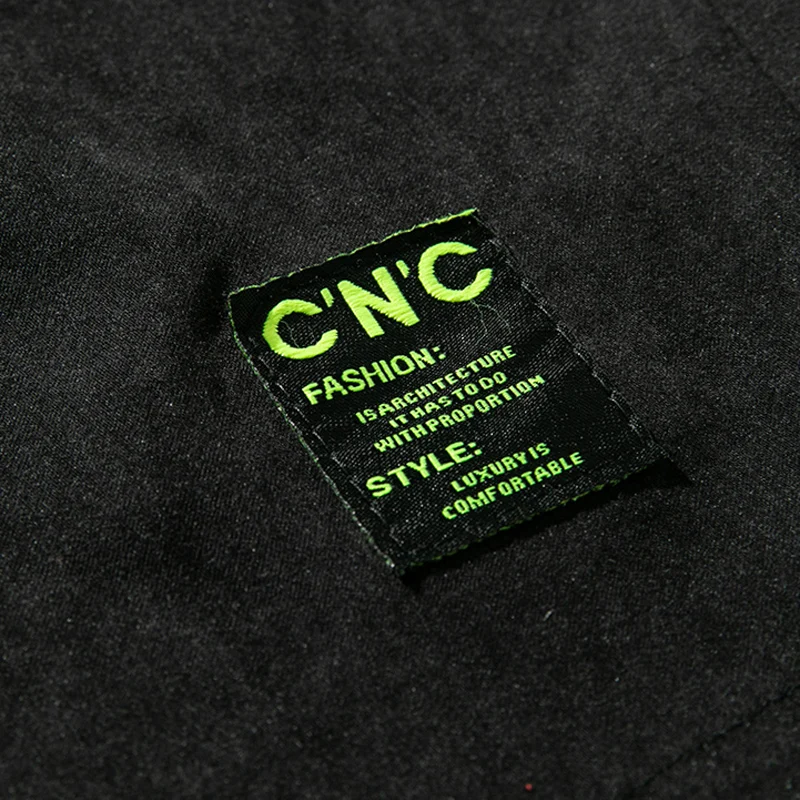 C'N'C
FASHION:
IS ARCHITECTURE
IT HAS TO DO
WITH PROPORTION
STYLE:
LUXURY IS
COMFORTABLE